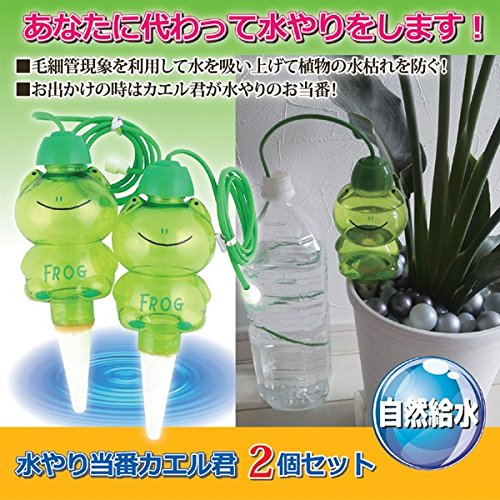 あなたに代わって水やりをします！
■毛細管現象を利用して水を吸い上げて植物の水枯れを防ぐ!
■お出かけの時はカエル君が水やりのお当番!
FROG
FROG
自然給水
水やり当番カエル君 2個セット